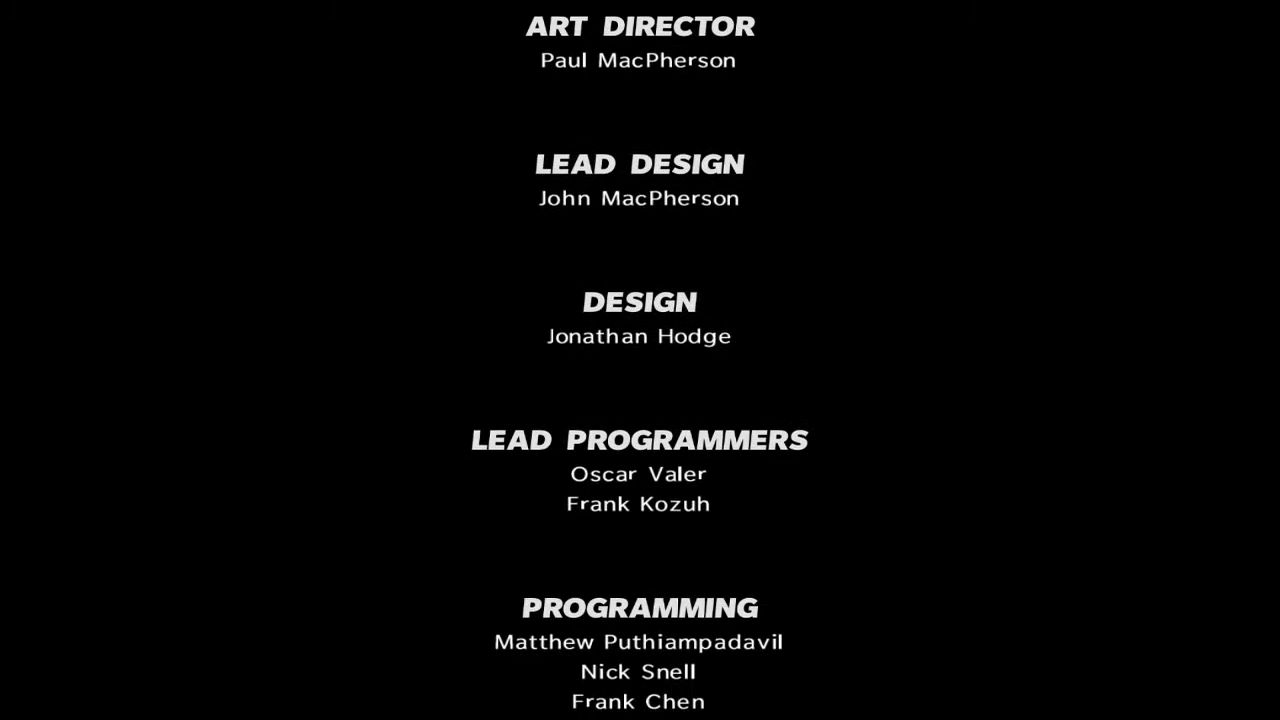 ART DIRECTOR
Paul MacPherson
LEAD DESIGN
John MacPherson
DESIGN
Jonathan Hodge
LEAD PROGRAMMERS
Oscar Valer
Frank Kozuh
PROGRAMMING
Matthew Puthiampadavil
Nick Snell
Frank Chen